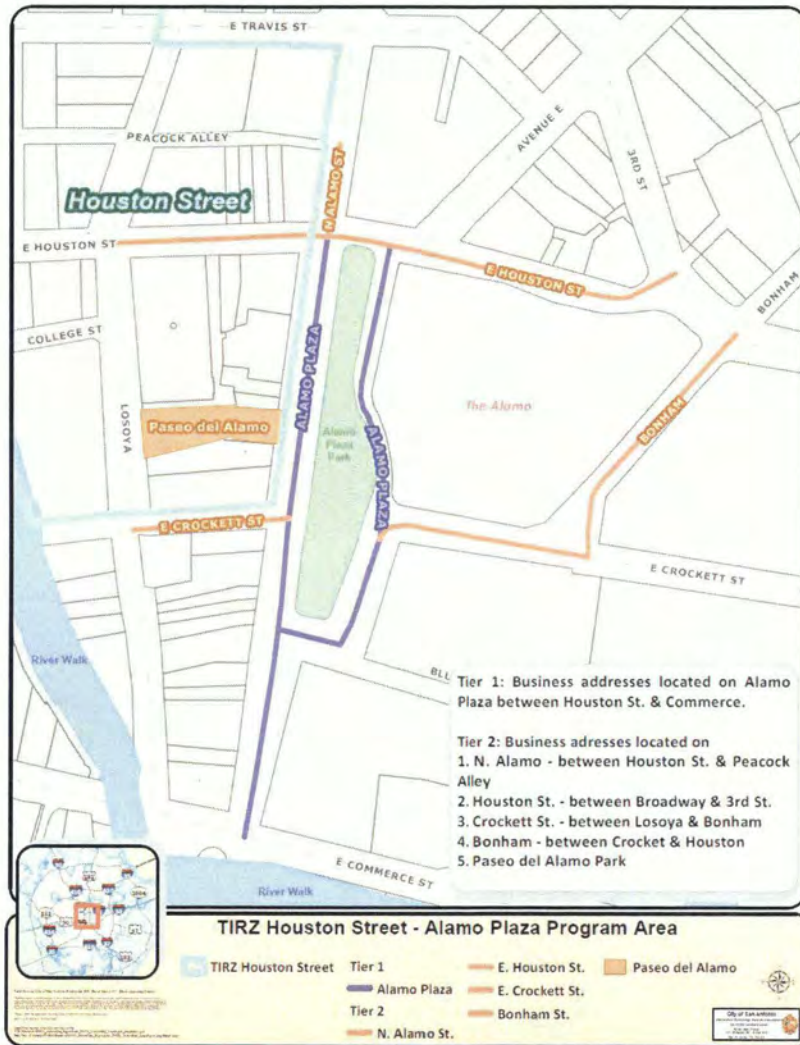 E TRAVIS ST
PEACOCK ALLEY
N ALAMO ST
AVENUE E
3RD ST
Houston Street
E HOUSTON ST
E HOUSTON ST
BONHAM
COLLEGE ST
LOSOYA
Paseo del Alamo
ALAMO PLAZA
Alamo
Plaza
Park
ALAMO PLAZA
The Alamo
BONHAM
E CROCKETT ST
E CROCKETT ST
River Walk
Tier 1: Business addresses located on Alamo
Plaza between Houston St. & Commerce.
Tier 2: Business adresses located on
1. N. Alamo - between Houston St. & Peacock
Alley
2. Houston St. - between Broadway & 3rd St.
3. Crockett St. - between Losoya & Bonham
4. Bonham - between Crocket & Houston
5. Paseo del Alamo Park
E COMMERCE ST
River Walk
TIRZ Houston Street - Alamo Plaza Program Area
TIRZ Houston Street
Tier 1
Alamo Plaza
Tier 2
N. Alamo St.
E. Houston St.
E. Crockett St.
Bonham St.
Paseo del Alamo
City of San Antonio